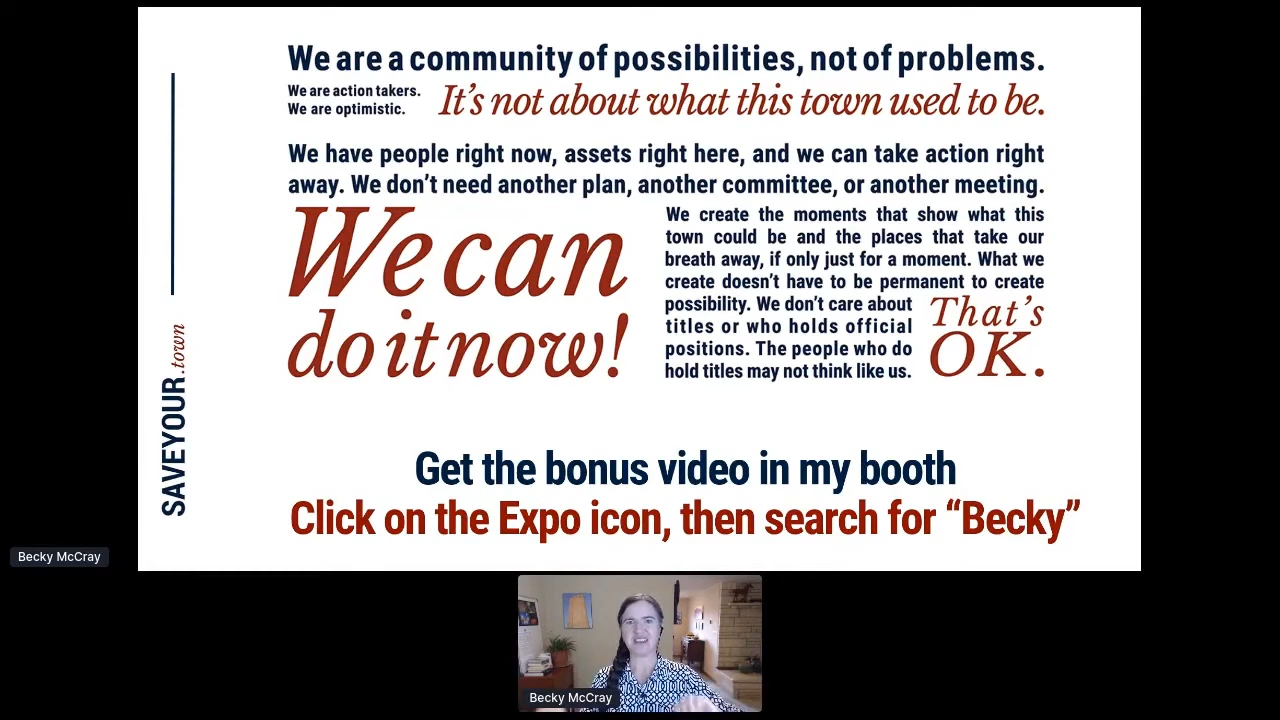 We are a community of possibilities, not of problems.
We are action takers.
We are optimistic.
It's not about what this town used to be.
We have people right now, assets right here, and we can take action right
away. We don't need another plan, another committee, or another meeting.
We can
do it now!
We create the moments that show what this
town could be and the places that take our
breath away, if only just for a moment. What we
create doesn't have to be permanent to create
possibility. We don't care about
titles or who holds official
positions. The people who do
hold titles may not think like us.
That's
OK.
SAVEYOUR.town
Get the bonus video in my booth
Click on the Expo icon, then search for “Becky”
Becky McCray
Becky McCray